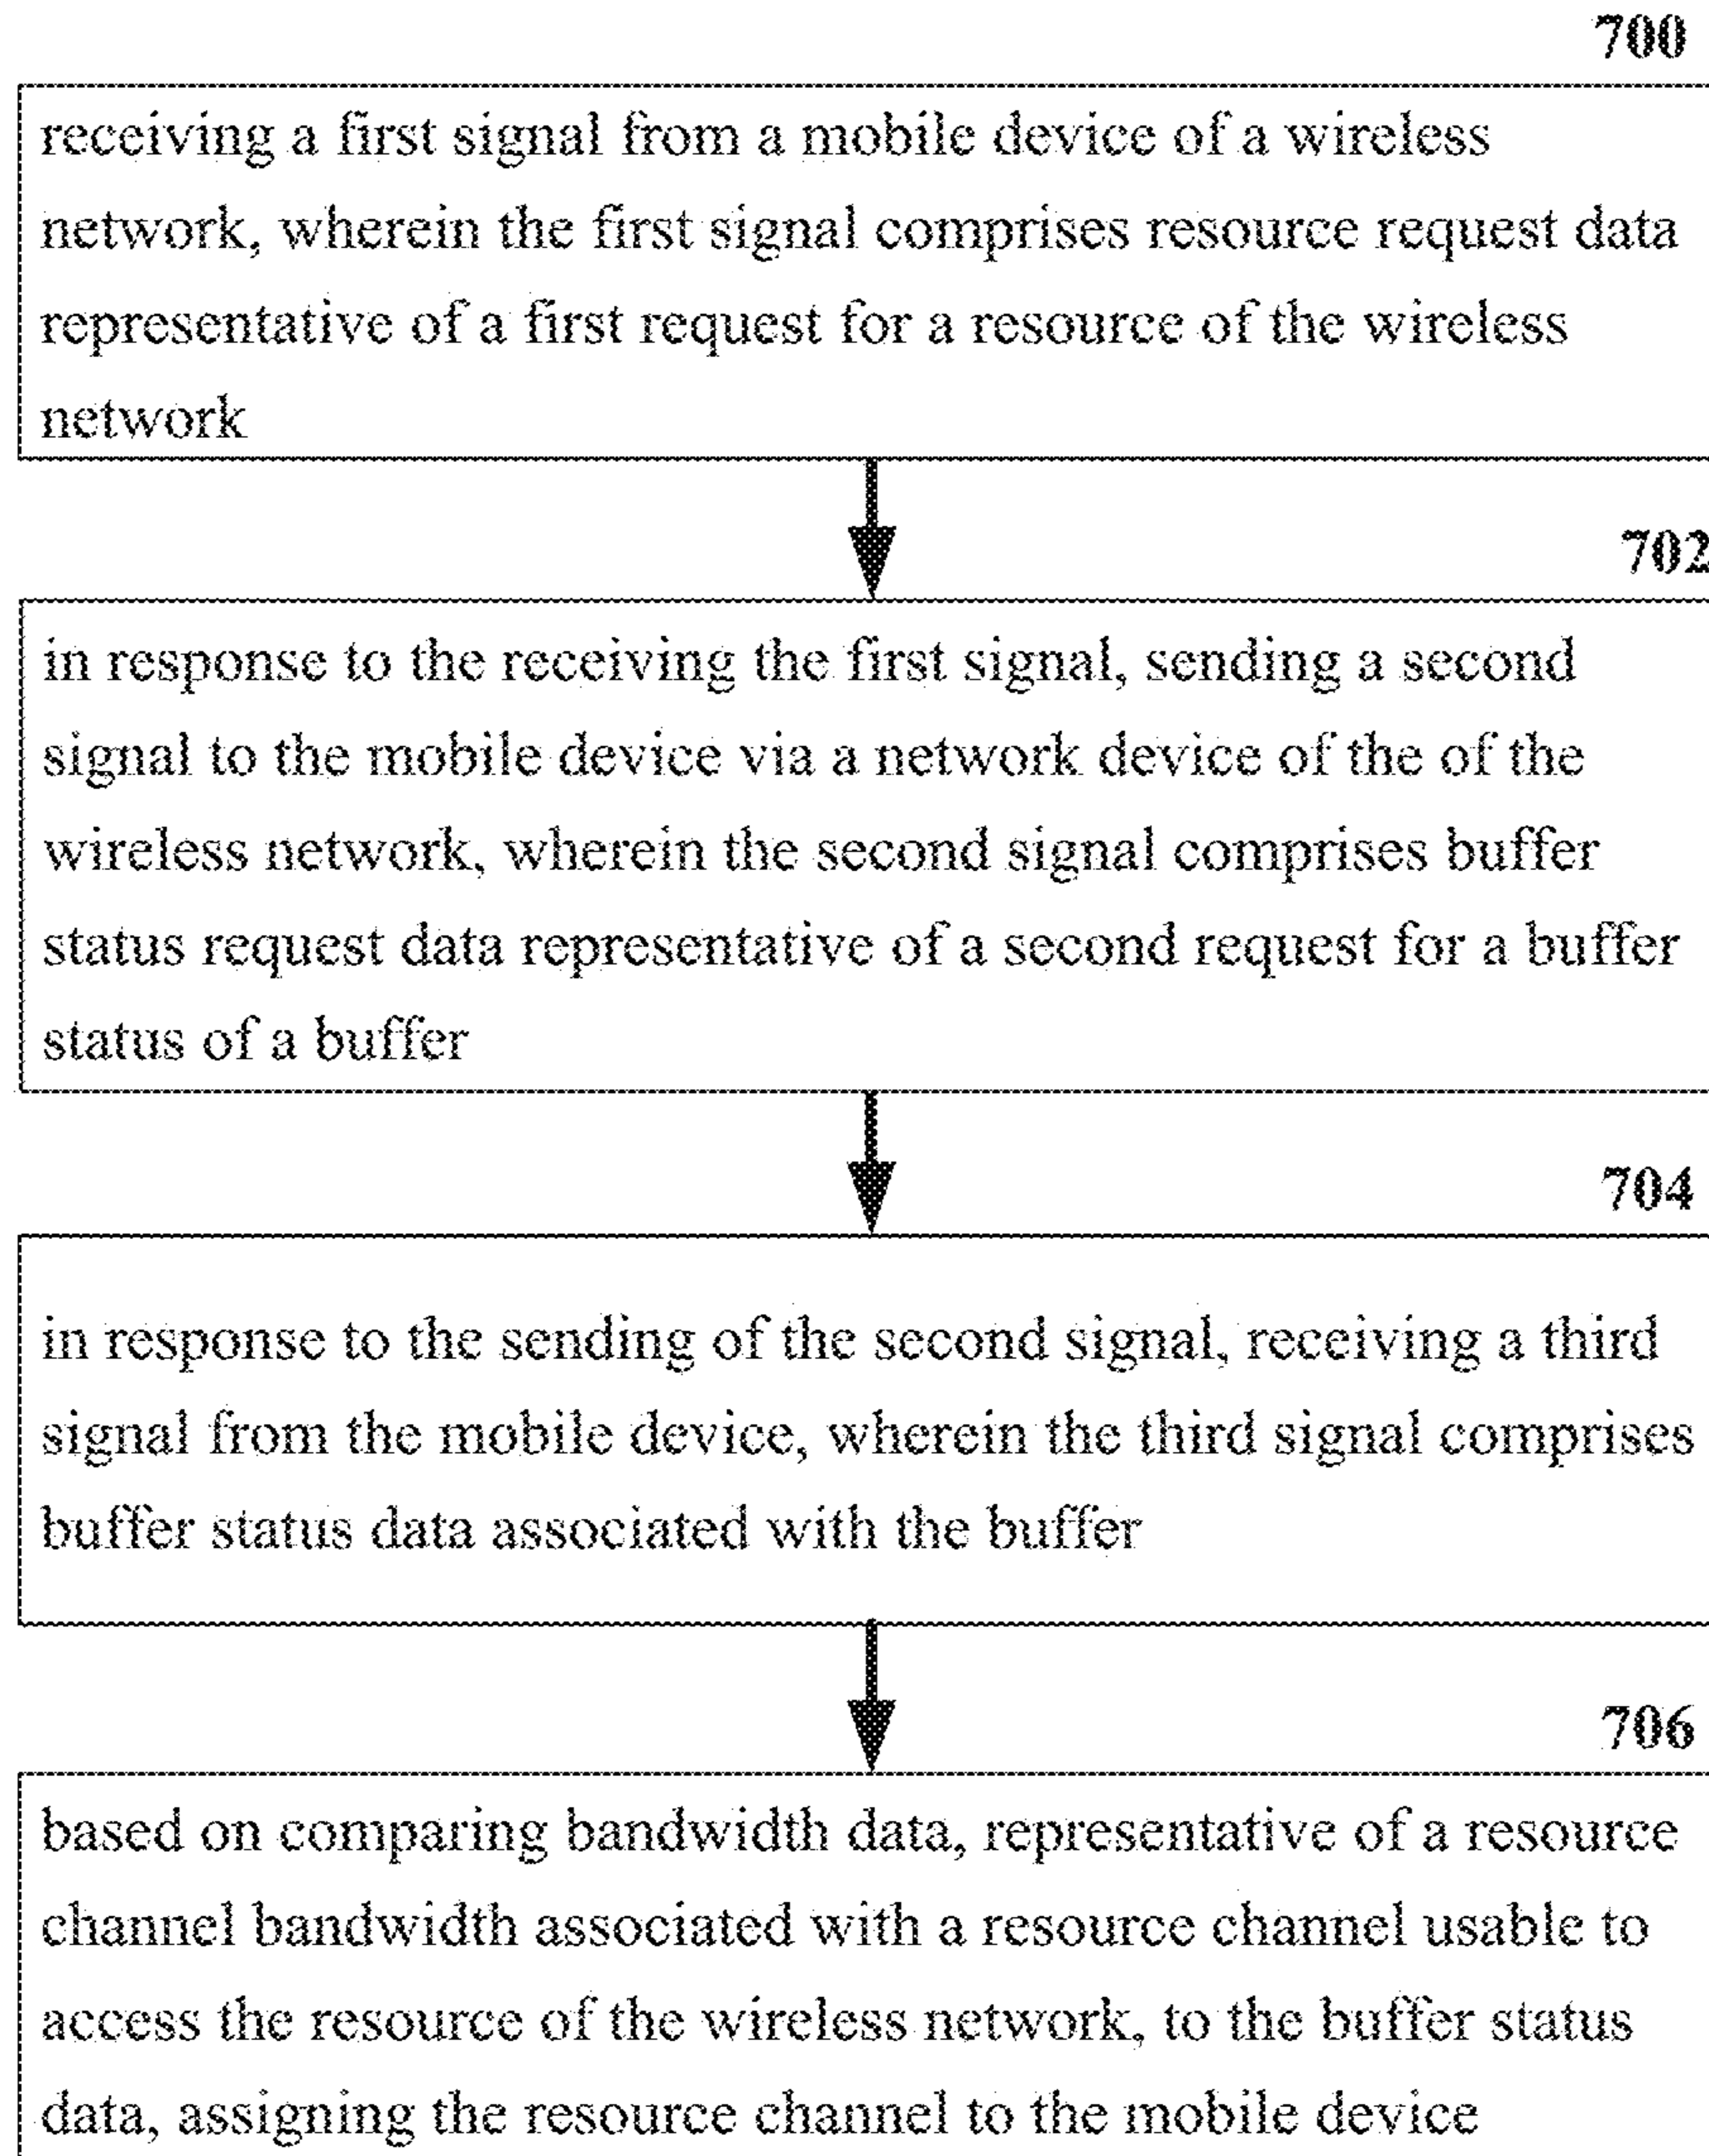 700
receiving a first signal from a mobile device of a wireless
network, wherein the first signal comprises resource request data
representative of a first request for a resource of the wireless
network
702
in response to the receiving the first signal, sending a second
signal to the mobile device via a network device of the of the
wireless network, wherein the second signal comprises buffer
status request data representative of a second request for a buffer
status of a buffer
704
in response to the sending of the second signal, receiving a third
signal from the mobile device, wherein the third signal comprises
buffer status data associated with the buffer
706
based on comparing bandwidth data, representative of a resource
channel bandwidth associated with a resource channel usable to
access the resource of the wireless network, to the buffer status
data, assigning the resource channel to the mobile device